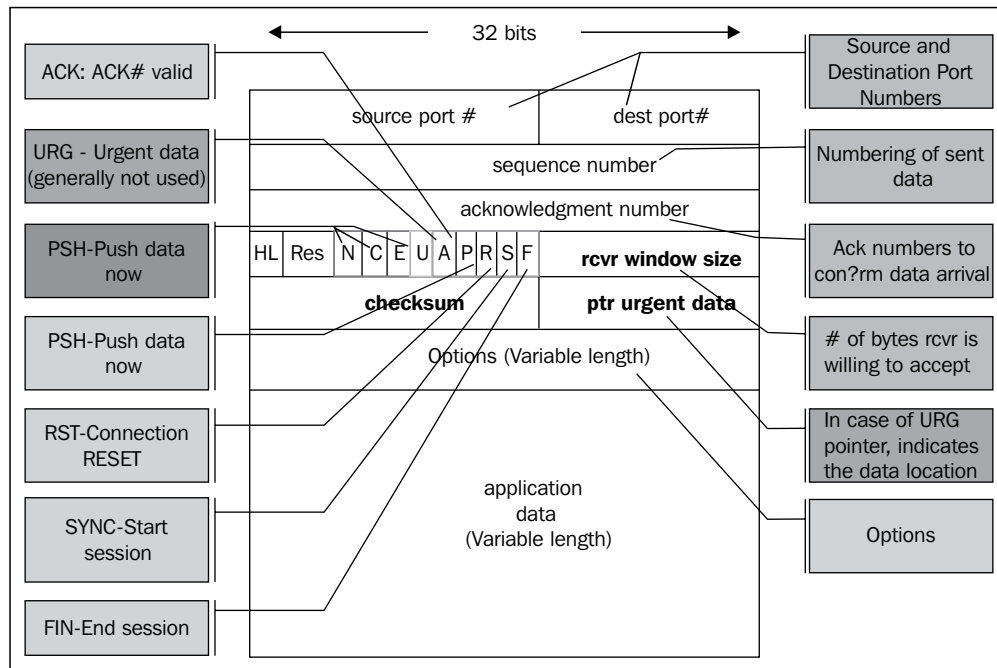 32 bits
ACK: ACK# valid
URG - Urgent data
(generally not used)
PSH-Push data
now
PSH-Push data
now
RST-Connection
RESET
SYNC-Start
session
FIN-End session
source port #
dest port#
sequence number
acknowledgment number
HL Res N C E U A P R S F
rcvr window size
checksum
ptr urgent data
Options (Variable length)
application
data
(Variable length)
Source and
Destination Port
Numbers
Numbering of sent
data
Ack numbers to
con?rm data arrival
# of bytes rcvr is
willing to accept
In case of URG
pointer, indicates
the data location
Options